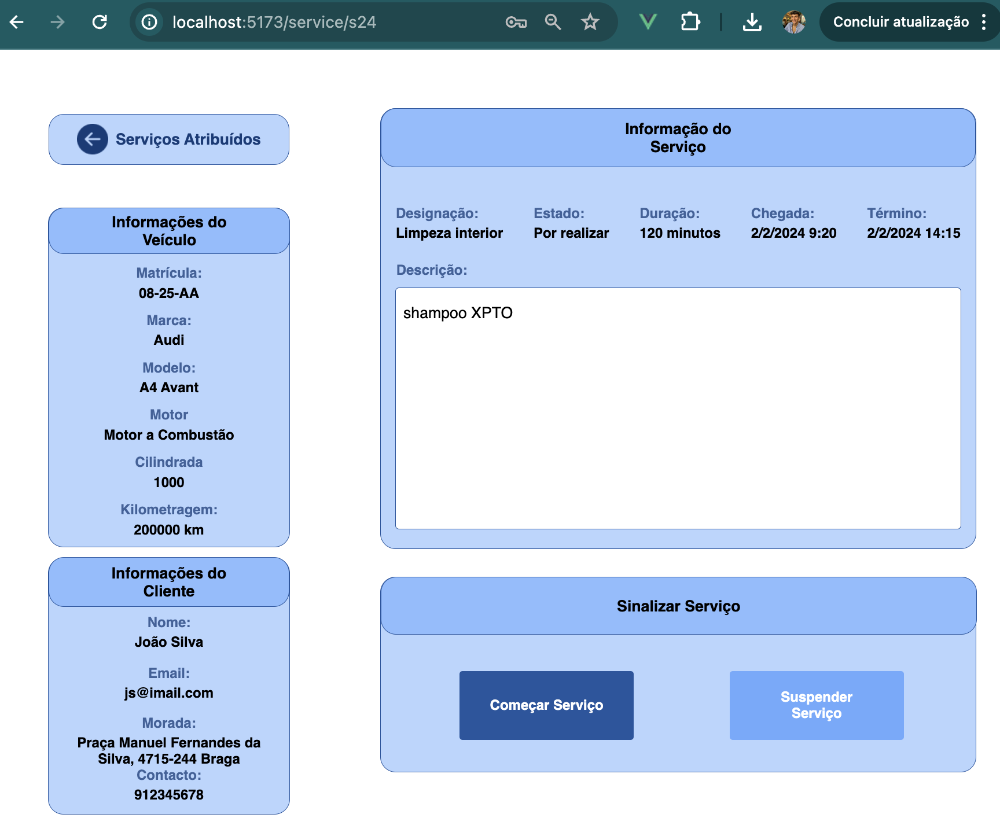 localhost:5173/service/s24
Concluir atualização
Serviços Atribuídos
Informações do
Veículo
Matrícula:
08-25-AA
Marca:
Audi
Modelo:
A4 Avant
Motor
Motor a Combustão
Cilindrada
1000
Kilometragem:
200000 km
Informações do
Cliente
Nome:
João Silva
Email:
js@imail.com
Morada:
Praça Manuel Fernandes da
Silva, 4715-244 Braga
Contacto:
912345678
Informação do
Serviço
Designação: Estado: Duração: Chegada: Término:
Limpeza interior Por realizar 120 minutos 2/2/2024 9:20 2/2/2024 14:15
Descrição:
shampoo XPTO
Sinalizar Serviço
Começar Serviço
Suspender
Serviço